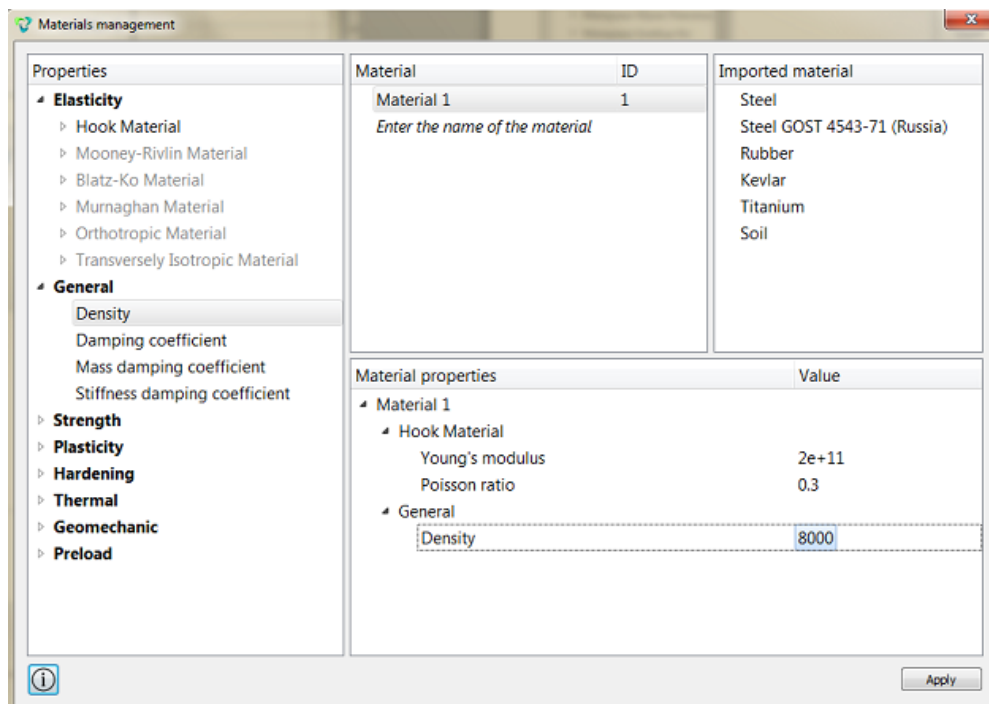 Materials management
Properties
Elasticity
Hook Material
Mooney-Rivlin Material
Blatz-Ko Material
Murnaghan Material
Orthotropic Material
Transversely Isotropic Material
General
Density
Damping coefficient
Mass damping coefficient
Stiffness damping coefficient
Strength
Plasticity
Hardening
Thermal
Geomechanic
Preload
Material ID
Material 1 1
Enter the name of the material
Imported material
Steel
Steel GOST 4543-71 (Russia)
Rubber
Kevlar
Titanium
Soil
Material properties Value
Material 1
Hook Material
Young's modulus 2e+11
Poisson ratio 0.3
General
Density 8000
Apply